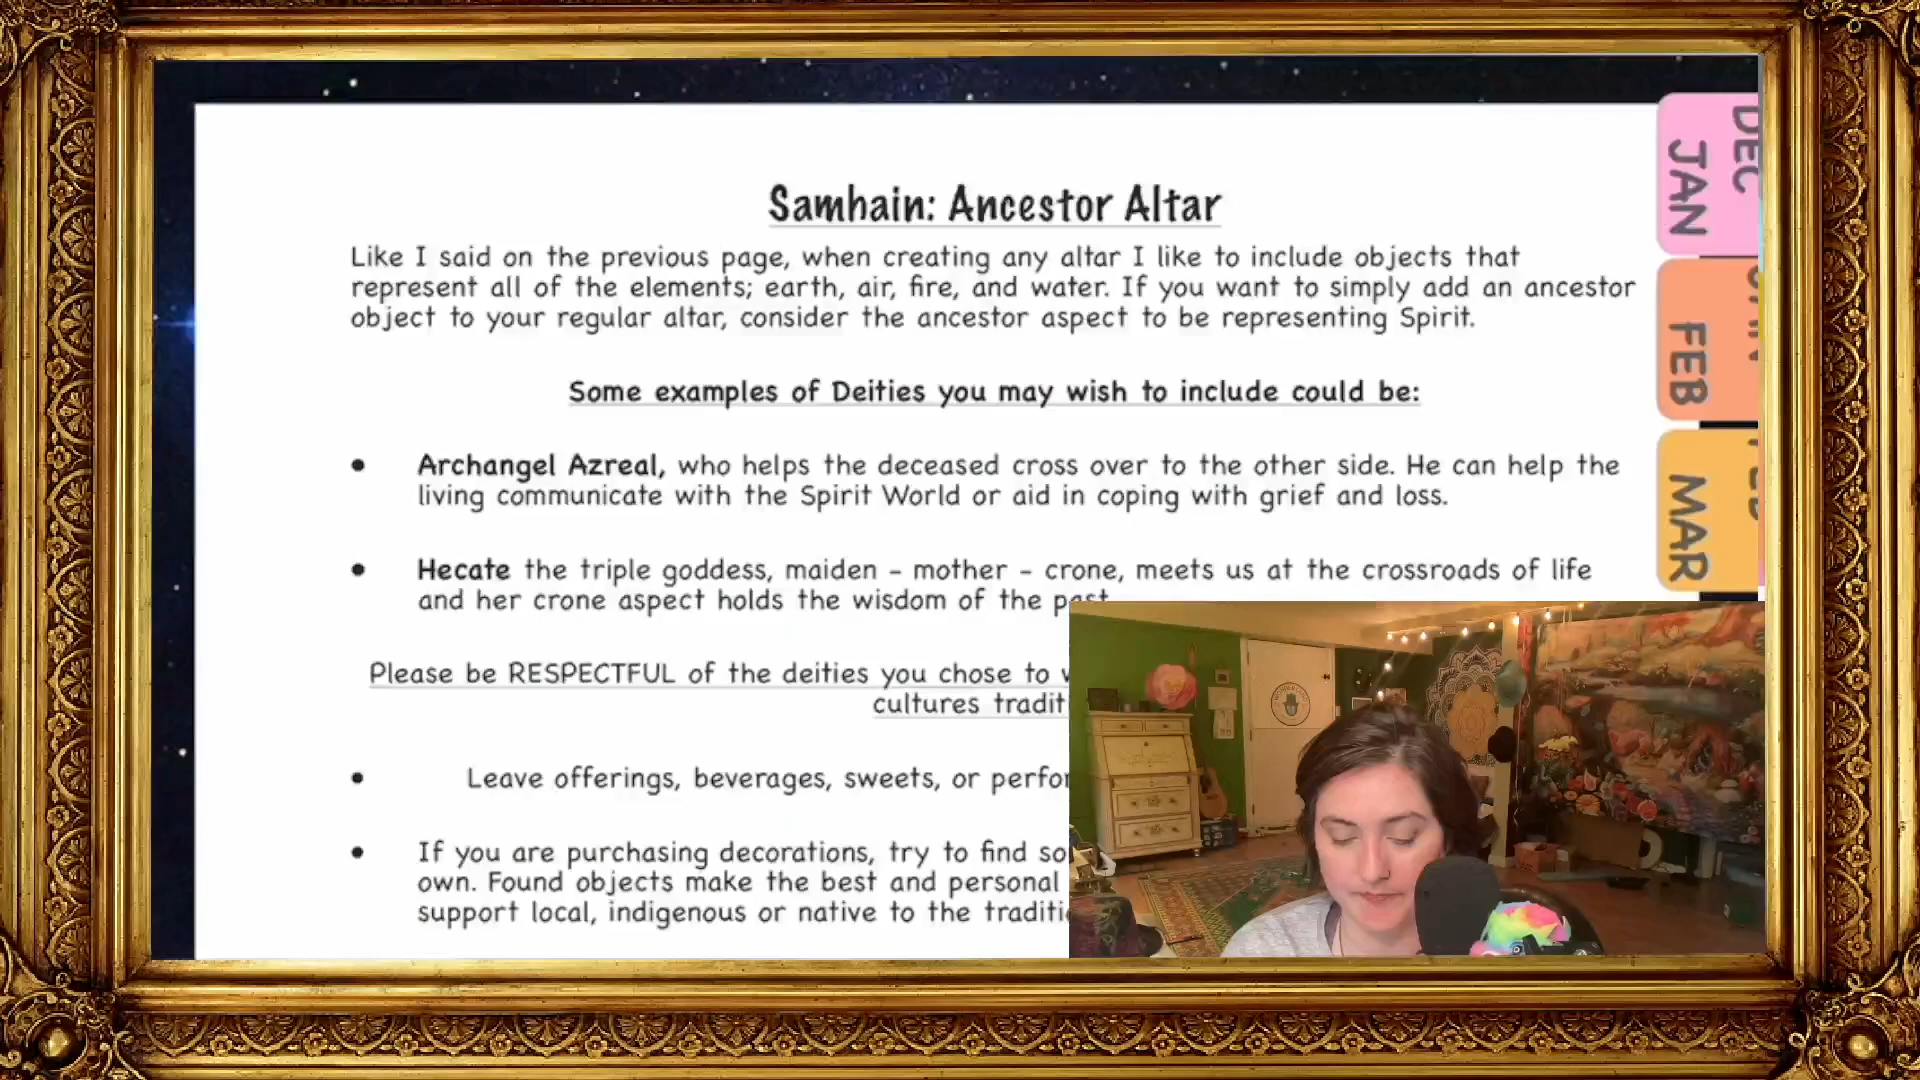 Samhain: Ancestor Altar
Like I said on the previous page, when creating any altar I like to include objects that
represent all of the elements; earth, air, fire, and water. If you want to simply add an ancestor
object to your regular altar, consider the ancestor aspect to be representing Spirit.
Some examples of Deities you may wish to include could be:
• Archangel Azreal, who helps the deceased cross over to the other side. He can help the
living communicate with the Spirit World or aid in coping with grief and loss.
• Hecate the triple goddess, maiden – mother – crone, meets us at the crossroads of life
and her crone aspect holds the wisdom of the past
Please be RESPECTFUL of the deities you chose to
cultures
• Leave offerings, beverages, sweets, or
• If you are purchasing decorations, try to find
own. Found objects make the best and personal
support local, indigenous or native to the
DEC
JAN
FEB
MAR